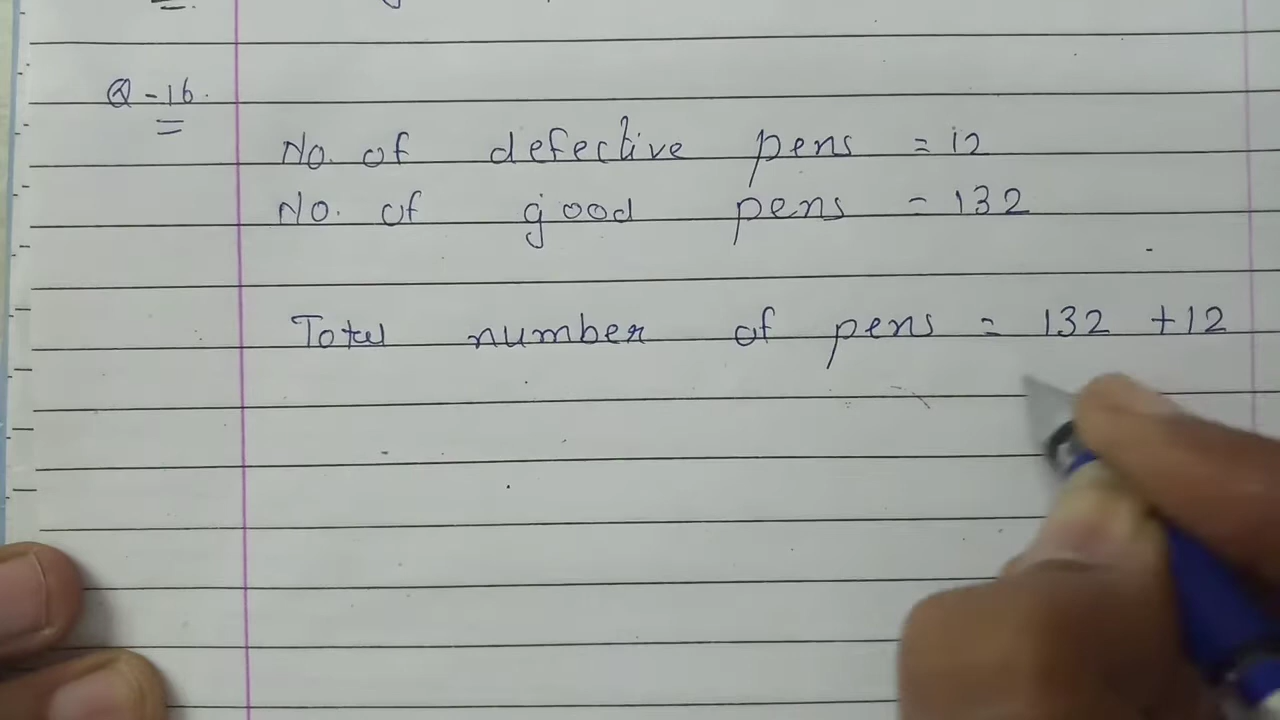 Q-16.
No. of defective pens = 12
No. of good pens - 132
Total number of pens = 132 + 12